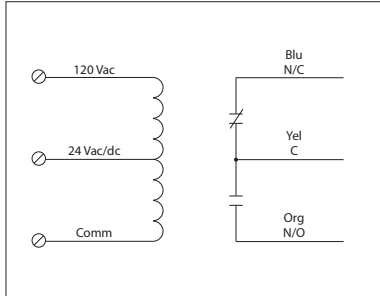 120 Vac
24 Vac/dc
Comm
Blu
N/C
Yel
C
Org
N/O